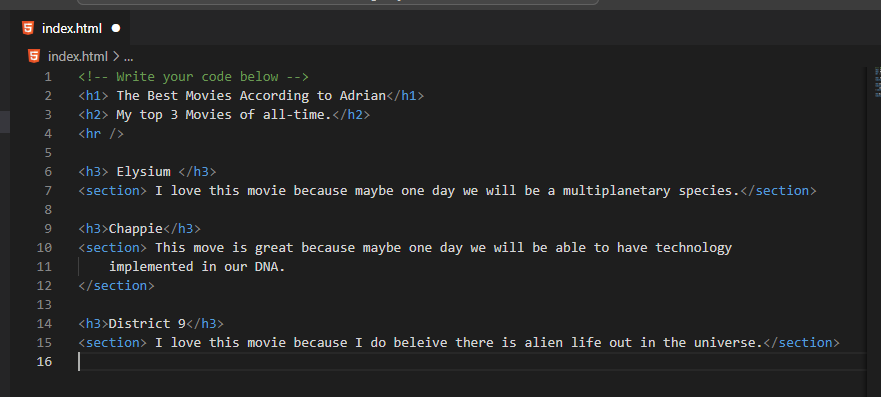 index.html
index.html > ...
1 <!-- Write your code below -->
2 <h1> The Best Movies According to Adrian</h1>
3 <h2> My top 3 Movies of all-time.</h2>
4 <hr />
5
6 <h3> Elysium </h3>
7 <section> I love this movie because maybe one day we will be a multiplanetary species.</section>
8
9 <h3>Chappie</h3>
10 <section> This move is great because maybe one day we will be able to have technology
11 implemented in our DNA.
12 </section>
13
14 <h3>District 9</h3>
15 <section> I love this movie because I do beleive there is alien life out in the universe.</section>
16